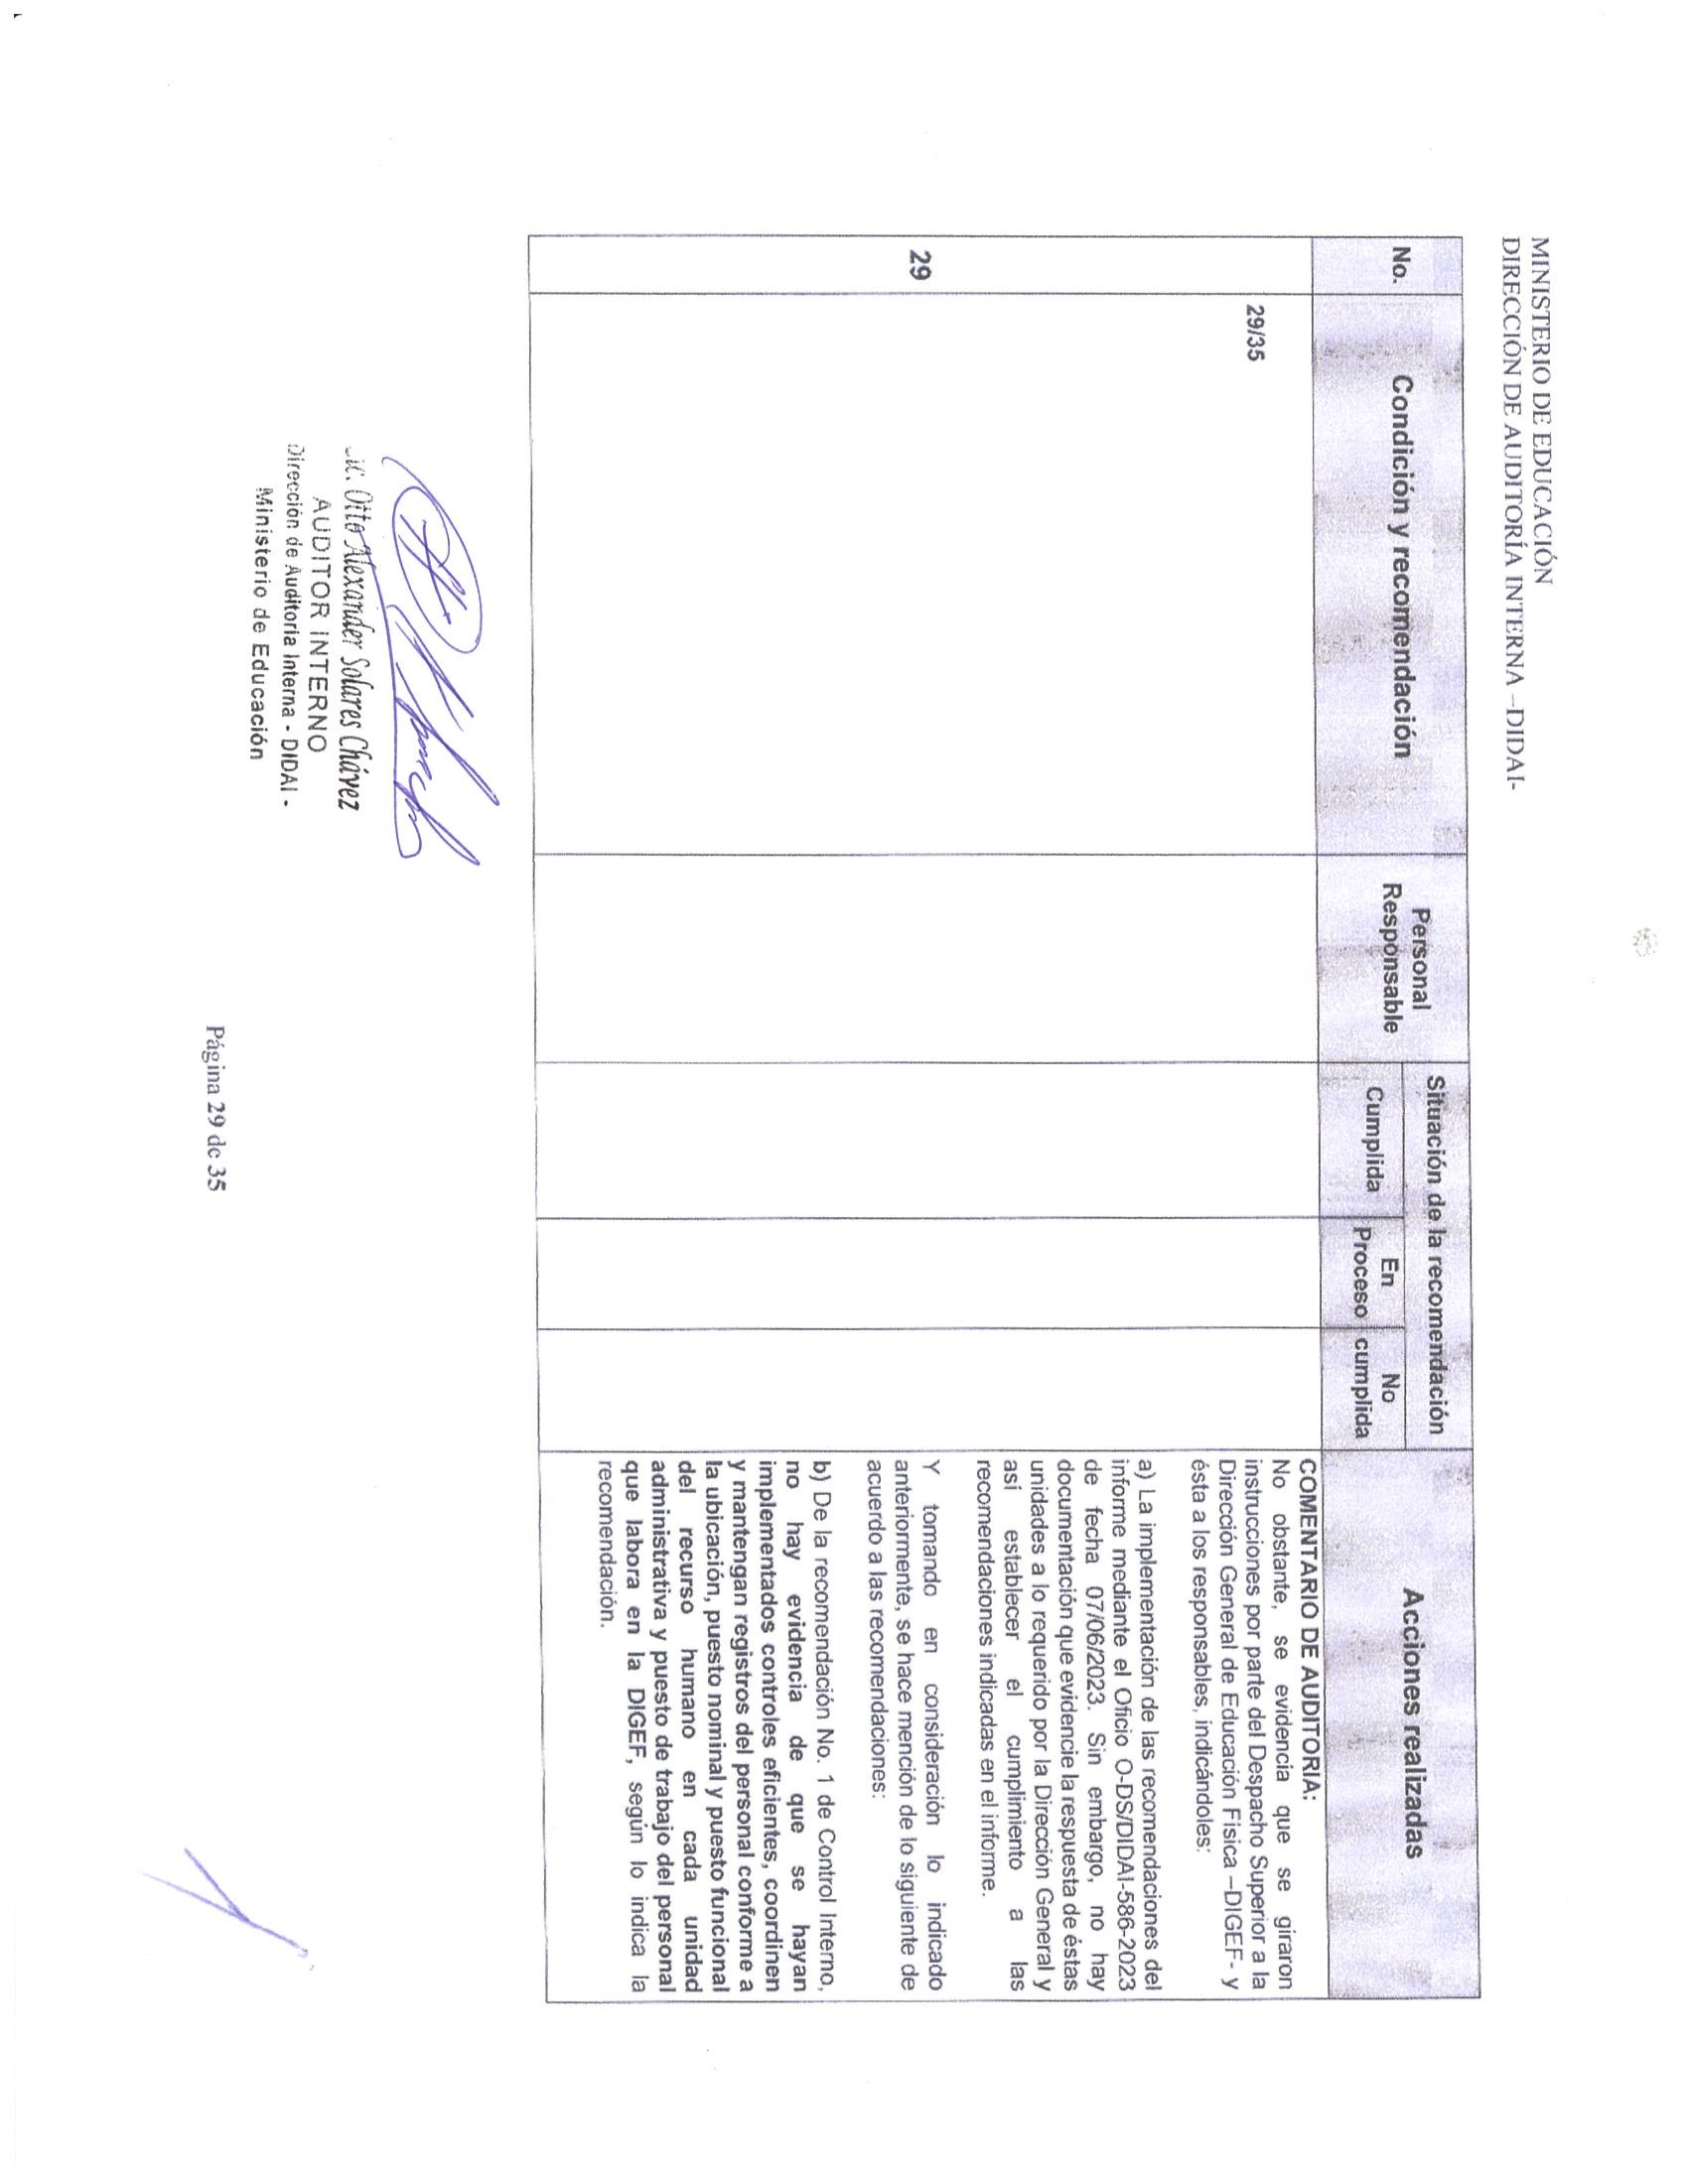 MINISTERIO DE EDUCACIÓN
DIRECCIÓN DE AUDITORÍA INTERNA –DIDAI-
No.
Condición y recomendación
Personal
Responsable
Situación de la recomendación
Cumplida
En
Proceso
No
cumplida
Acciones realizadas
29/35
29
COMENTARIO DE AUDITORIA:
No obstante, se evidencia que se giraron
instrucciones por parte del Despacho Superior a la
Dirección General de Educación Física –DIGEF- y
ésta a los responsables, indicándoles:
a) La implementación de las recomendaciones del
informe mediante el Oficio O-DS/DIDAI-586-2023
de fecha 07/06/2023. Sin embargo, no hay
documentación que evidencie la respuesta de éstas
unidades a lo requerido por la Dirección General y
así establecer el cumplimiento a las
recomendaciones indicadas en el informe.
Y tomando en consideración lo indicado
anteriormente, se hace mención de lo siguiente de
acuerdo a las recomendaciones:
b) De la recomendación No. 1 de Control Interno,
no hay evidencia de que se hayan
implementados controles eficientes, coordinen
y mantengan registros del personal conforme a
la ubicación, puesto nominal y puesto funcional
del recurso humano en cada unidad
administrativa y puesto de trabajo del personal
que labora en la DIGEF, según lo indica la
recomendación.
Otto Alexander Solares Chávez
AUDITOR INTERNO
Dirección de Auditoria Interna - DIDAI -
Ministerio de Educación
Página 29 de 35